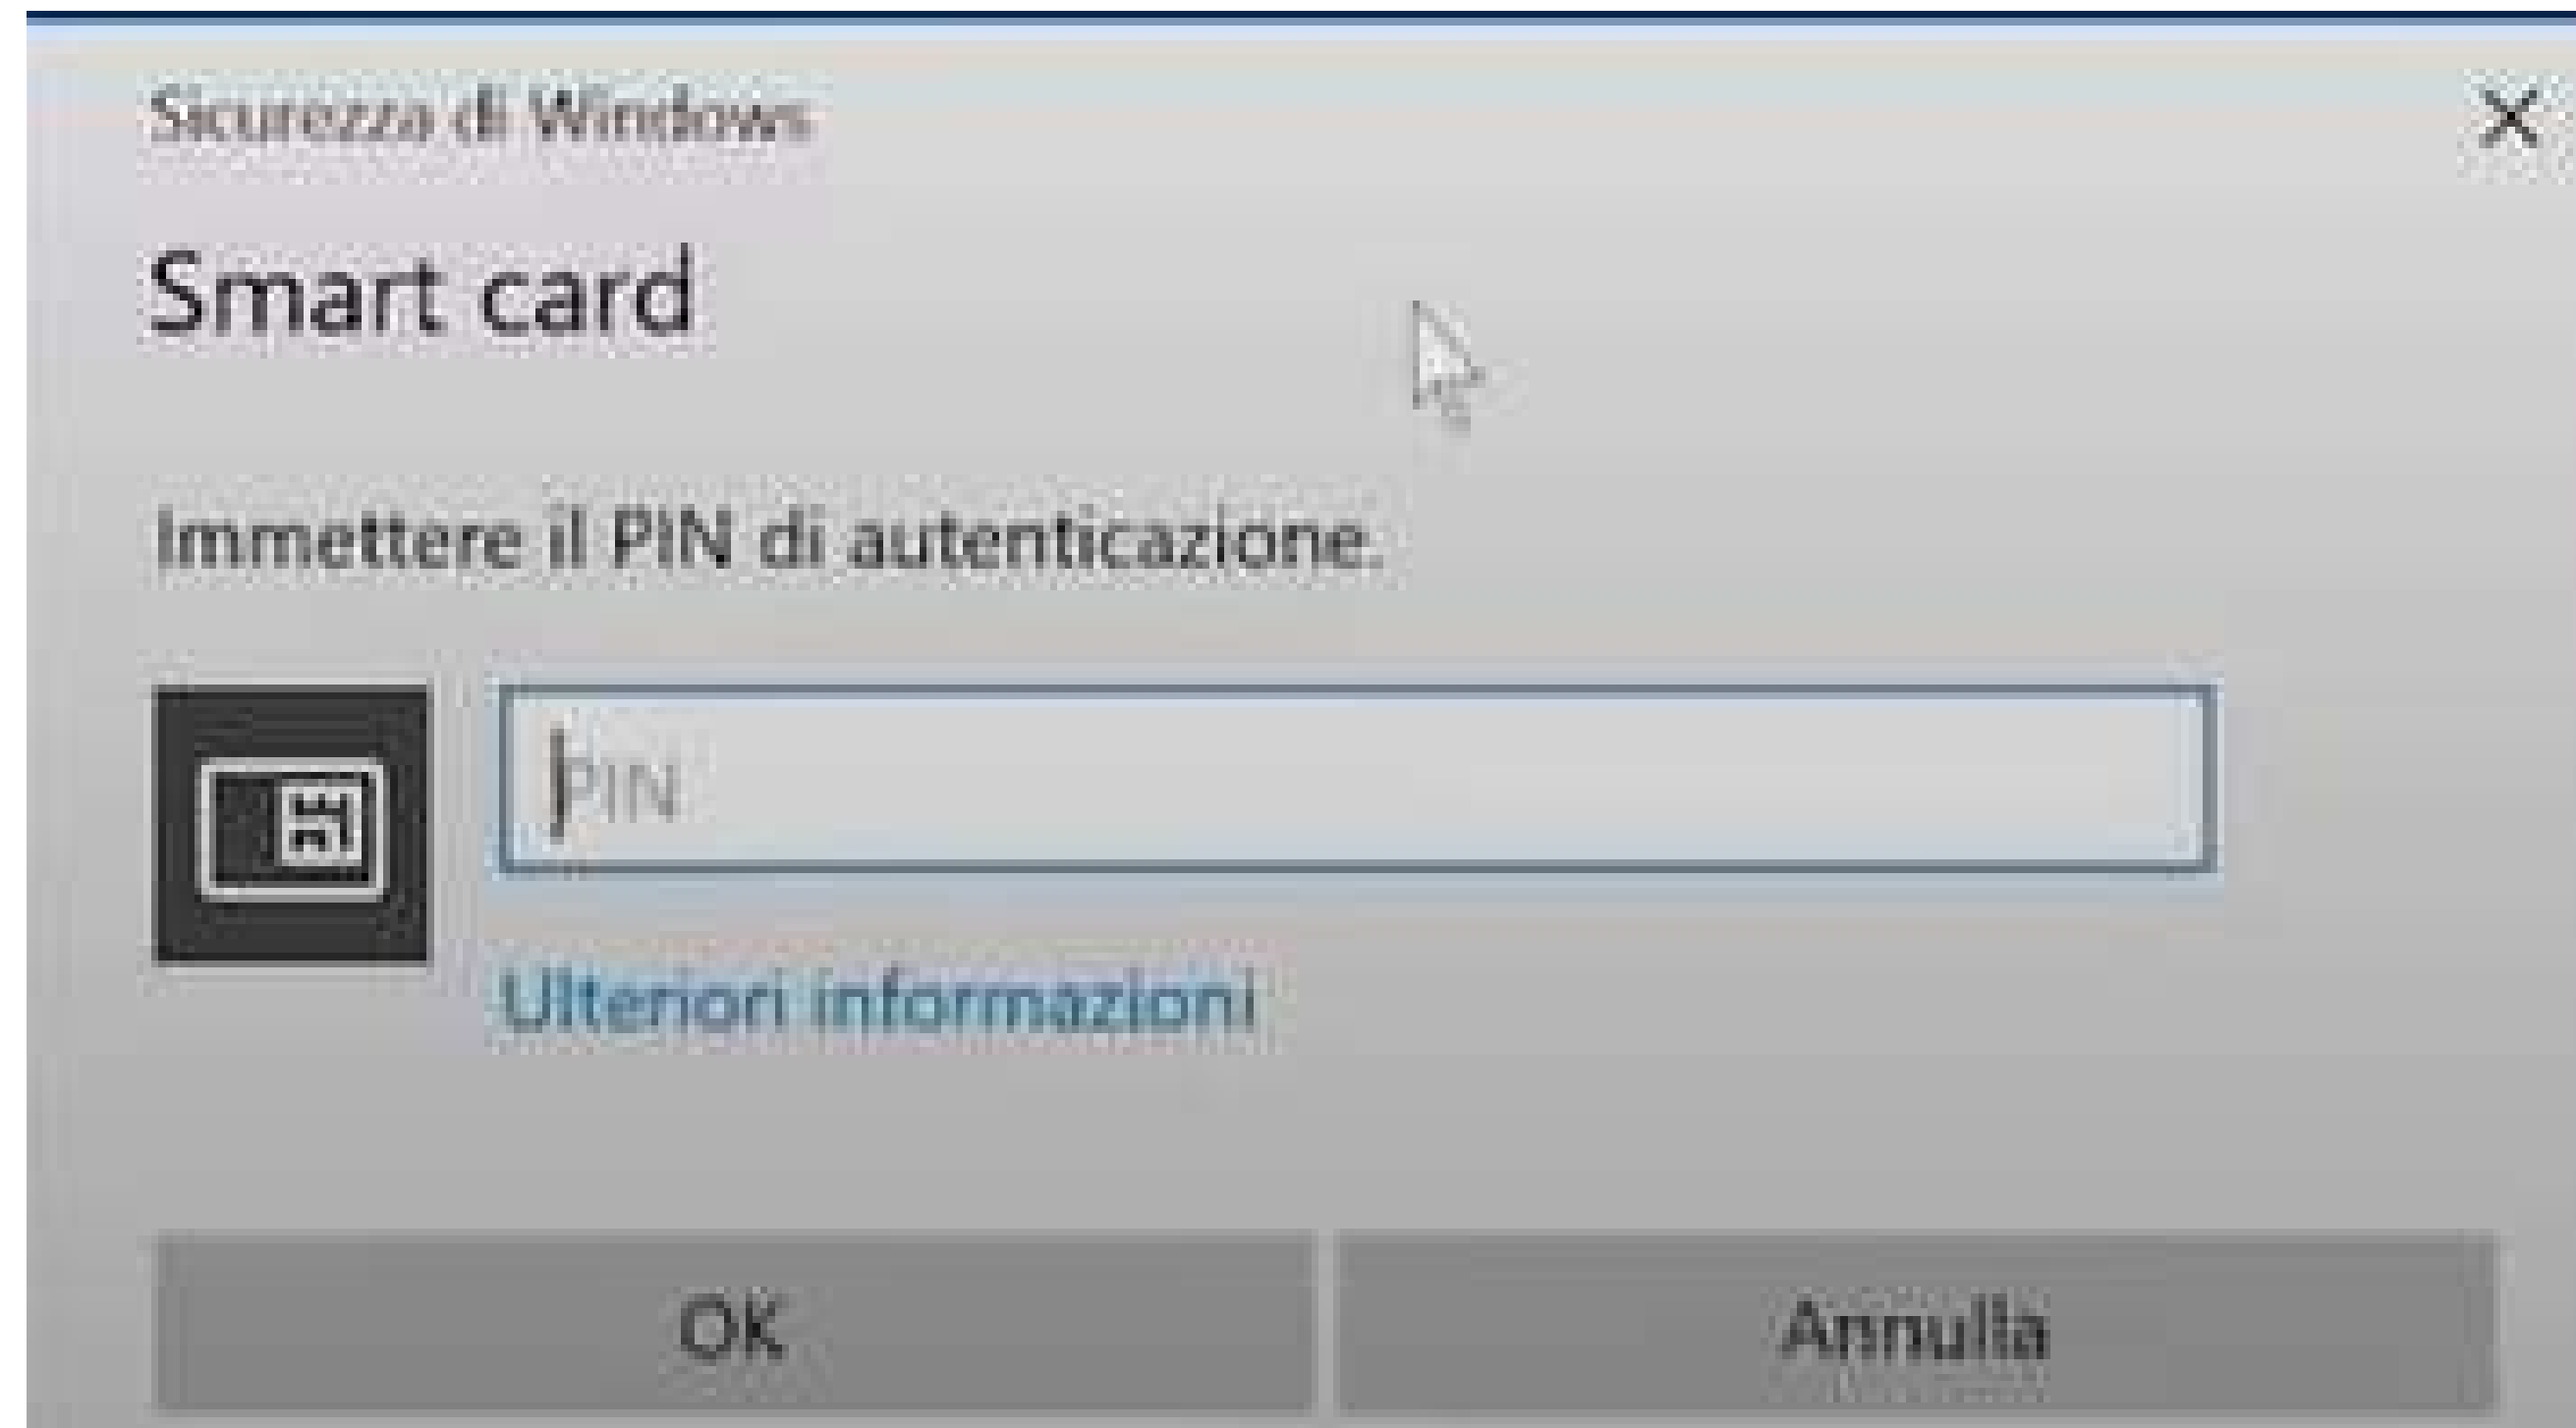 Sicurezza di Windows
Smart card
Immettere il PIN di autenticazione.
PIN
Ulteriori informazioni
OK
Annulla